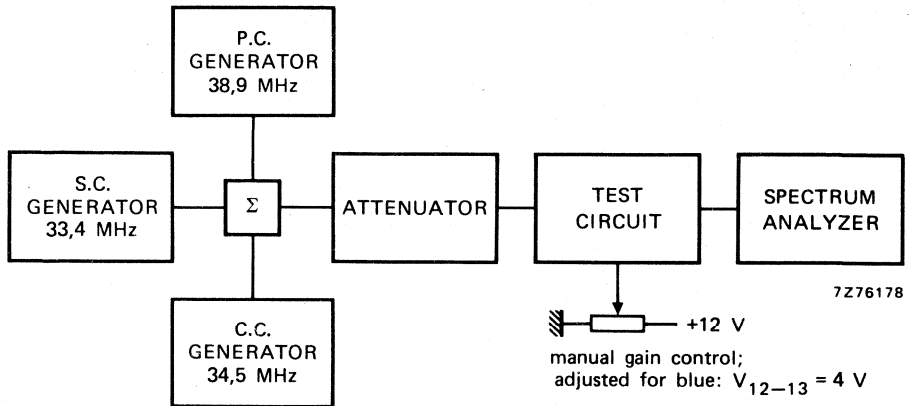 P.C.
GENERATOR
38,9 MHz
S.C.
GENERATOR
33,4 MHz
Σ
ATTENUATOR
TEST
CIRCUIT
SPECTRUM
ANALYZER
C.C.
GENERATOR
34,5 MHz
7Z76178
+12 V
manual gain control;
adjusted for blue: V12–13 = 4 V